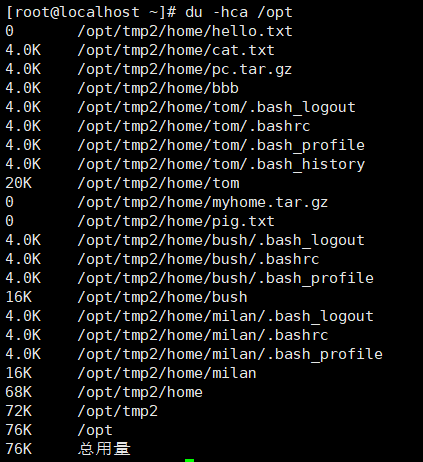 [root@localhost ~]# du -hca /opt
0 /opt/tmp2/home/hello.txt
4.0K /opt/tmp2/home/cat.txt
4.0K /opt/tmp2/home/pc.tar.gz
4.0K /opt/tmp2/home/bbb
4.0K /opt/tmp2/home/tom/.bash_logout
4.0K /opt/tmp2/home/tom/.bashrc
4.0K /opt/tmp2/home/tom/.bash_profile
4.0K /opt/tmp2/home/tom/.bash_history
20K /opt/tmp2/home/tom
0 /opt/tmp2/home/myhome.tar.gz
0 /opt/tmp2/home/pig.txt
4.0K /opt/tmp2/home/bush/.bash_logout
4.0K /opt/tmp2/home/bush/.bashrc
4.0K /opt/tmp2/home/bush/.bash_profile
16K /opt/tmp2/home/bush
4.0K /opt/tmp2/home/milan/.bash_logout
4.0K /opt/tmp2/home/milan/.bashrc
4.0K /opt/tmp2/home/milan/.bash_profile
16K /opt/tmp2/home/milan
68K /opt/tmp2/home
72K /opt/tmp2
76K /opt
76K 总用量